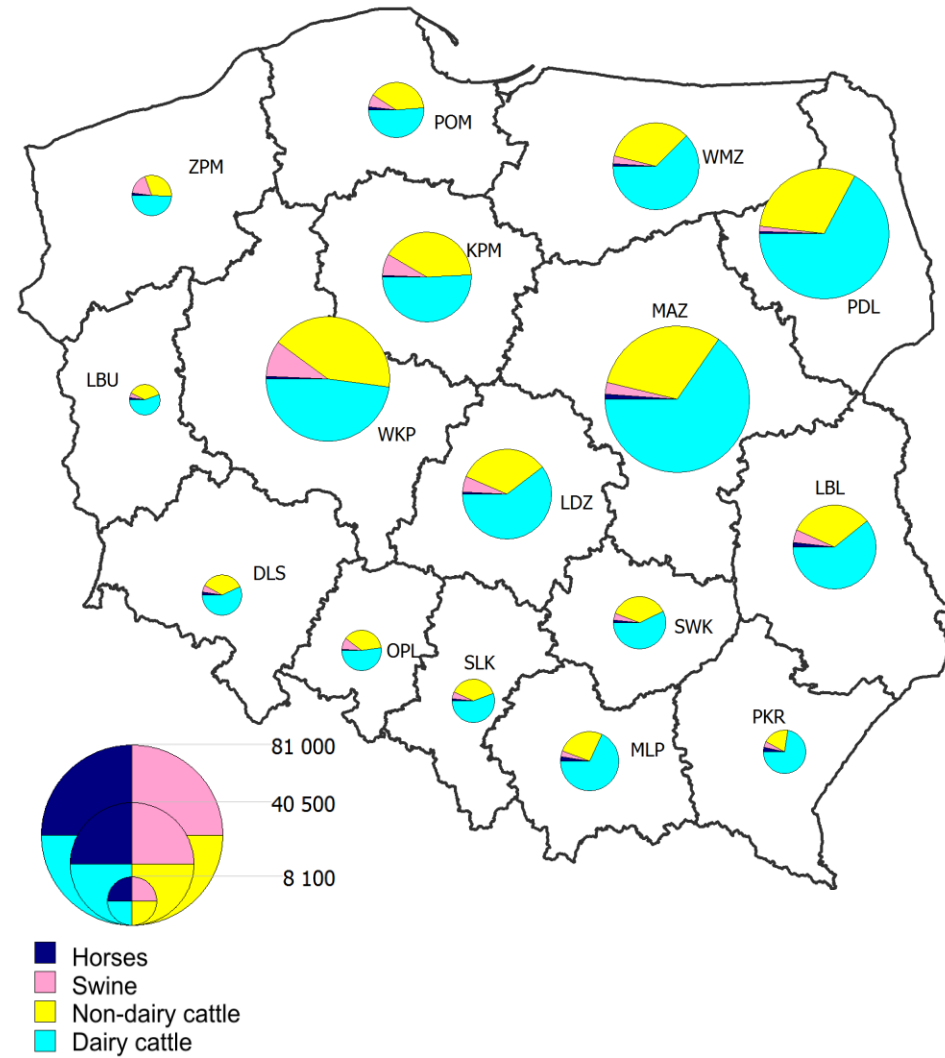 POM
WMZ
ZPM
KPM
PDL
MAZ
LBU
WKP
LBL
LDZ
DLS
SWK
OPL
SLK
PKR
MLP
81 000
40 500
8 100
Horses
Swine
Non-dairy cattle
Dairy cattle